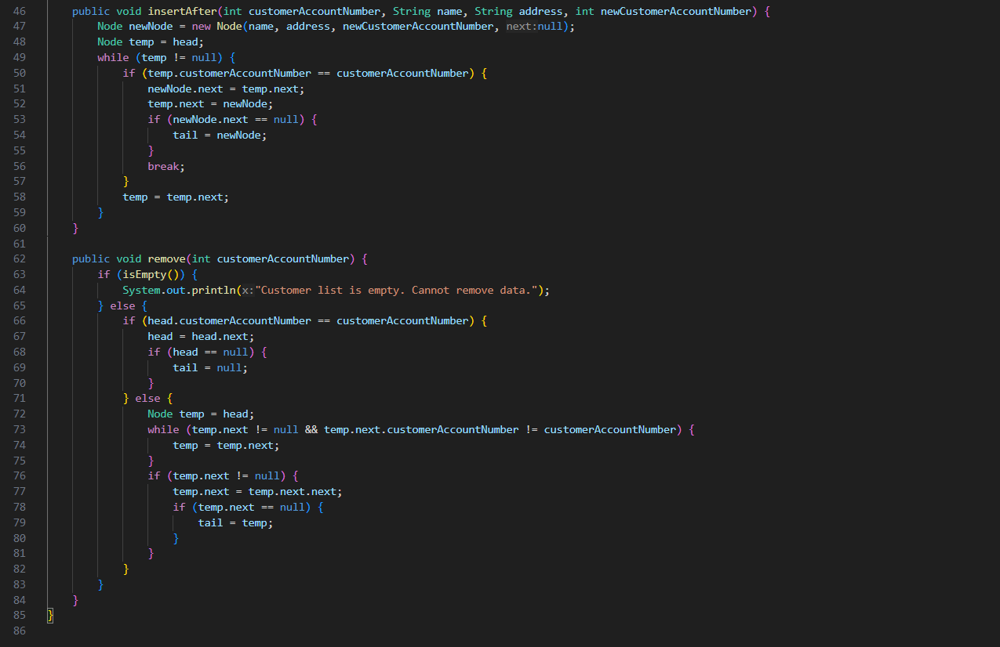 46 public void insertAfter(int customerAccountNumber, String name, String address, int newCustomerAccountNumber) {
47 Node newNode = new Node(name, address, newCustomerAccountNumber, next:null);
48 Node temp = head;
49 while (temp != null) {
50 if (temp.customerAccountNumber == customerAccountNumber) {
51 newNode.next = temp.next;
52 temp.next = newNode;
53 if (newNode.next == null) {
54 tail = newNode;
55 }
56 break;
57 }
58 temp = temp.next;
59 }
60 }
61
62 public void remove(int customerAccountNumber) {
63 if (isEmpty()) {
64 System.out.println(x:"Customer list is empty. Cannot remove data.");
65 } else {
66 if (head.customerAccountNumber == customerAccountNumber) {
67 head = head.next;
68 if (head == null) {
69 tail = null;
70 }
71 } else {
72 Node temp = head;
73 while (temp.next != null && temp.next.customerAccountNumber != customerAccountNumber) {
74 temp = temp.next;
75 }
76 if (temp.next != null) {
77 temp.next = temp.next.next;
78 if (temp.next == null) {
79 tail = temp;
80 }
81 }
82 }
83 }
84 }
85 }
86